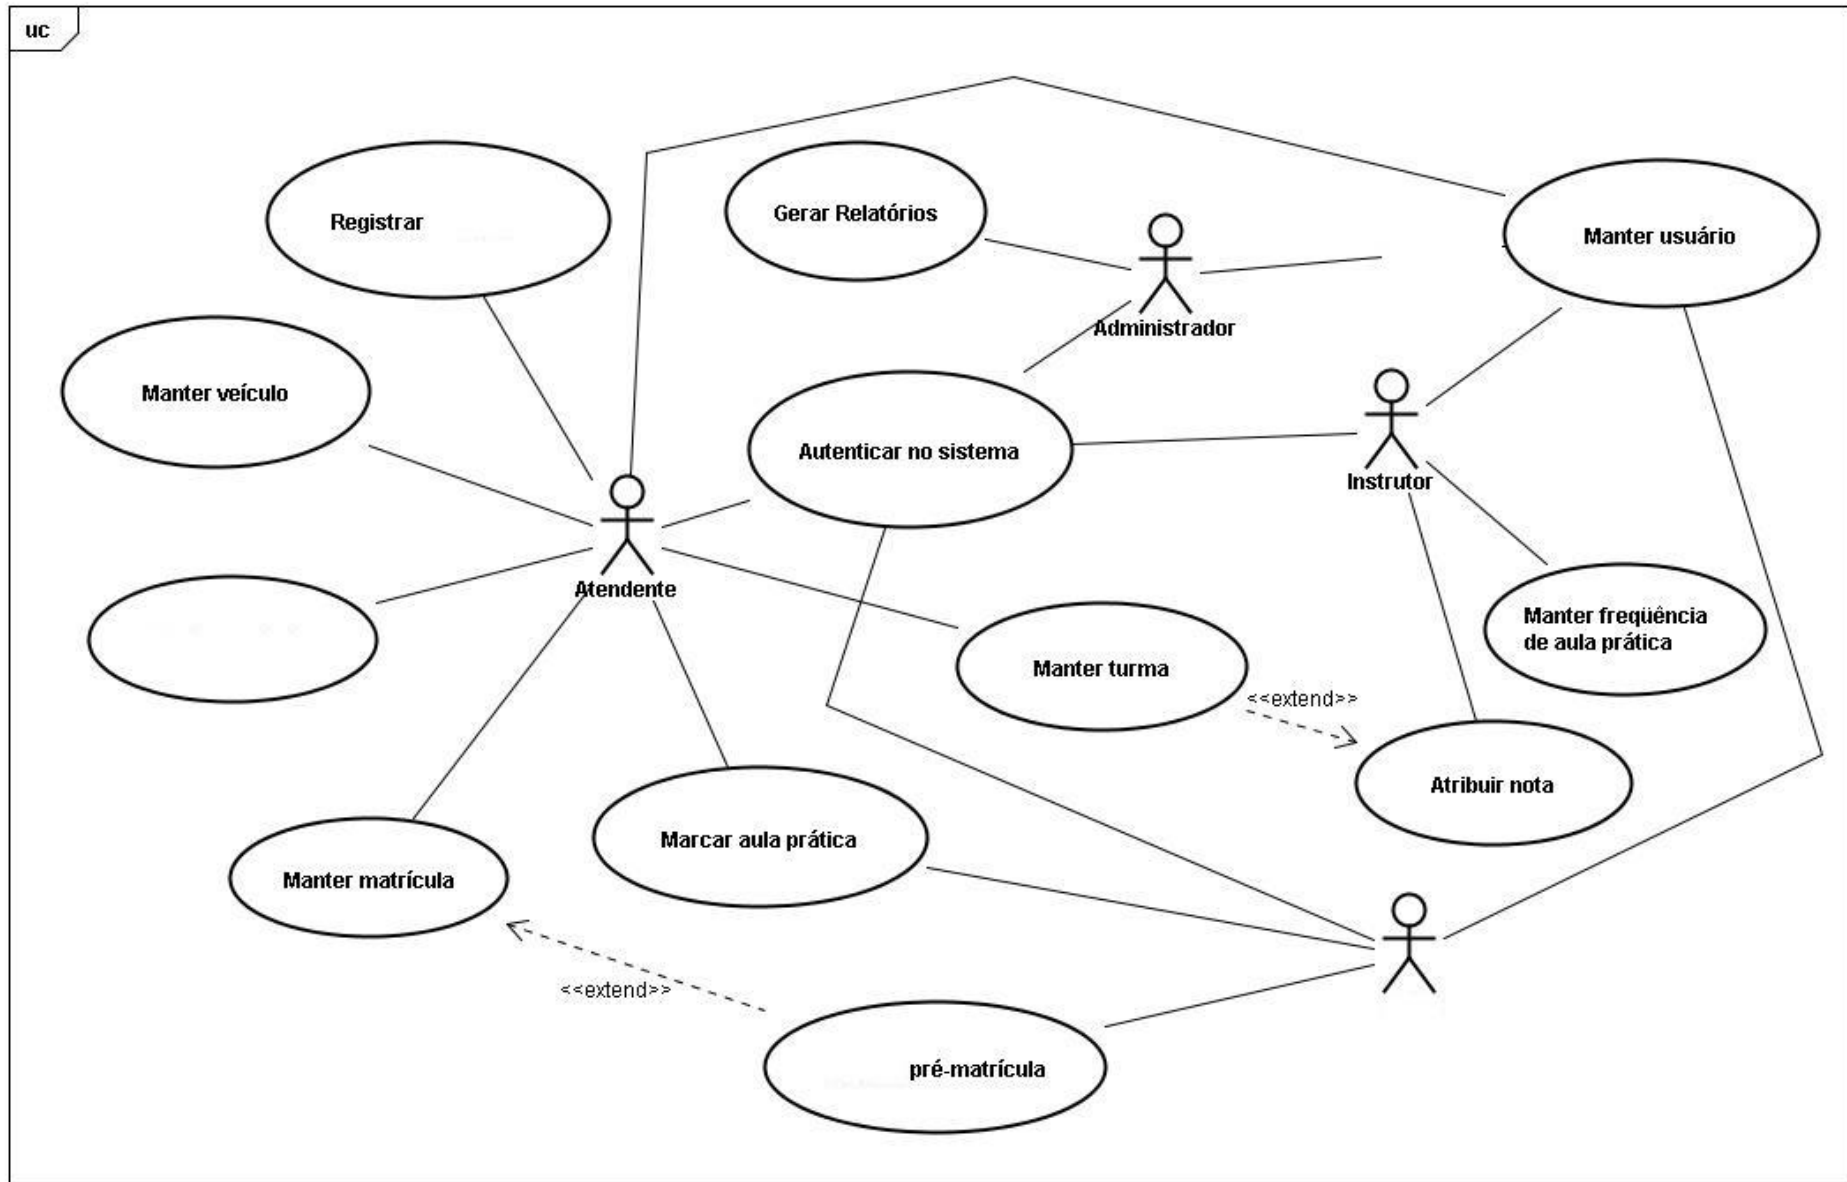 uc
Registrar
Gerar Relatórios
Manter usuário
Administrador
Manter veículo
Autenticar no sistema
Instrutor
Atendente
Manter freqüência
de aula prática
Manter turma
<<extend>>
Atribuir nota
Marcar aula prática
Manter matrícula
<<extend>>
pré-matrícula